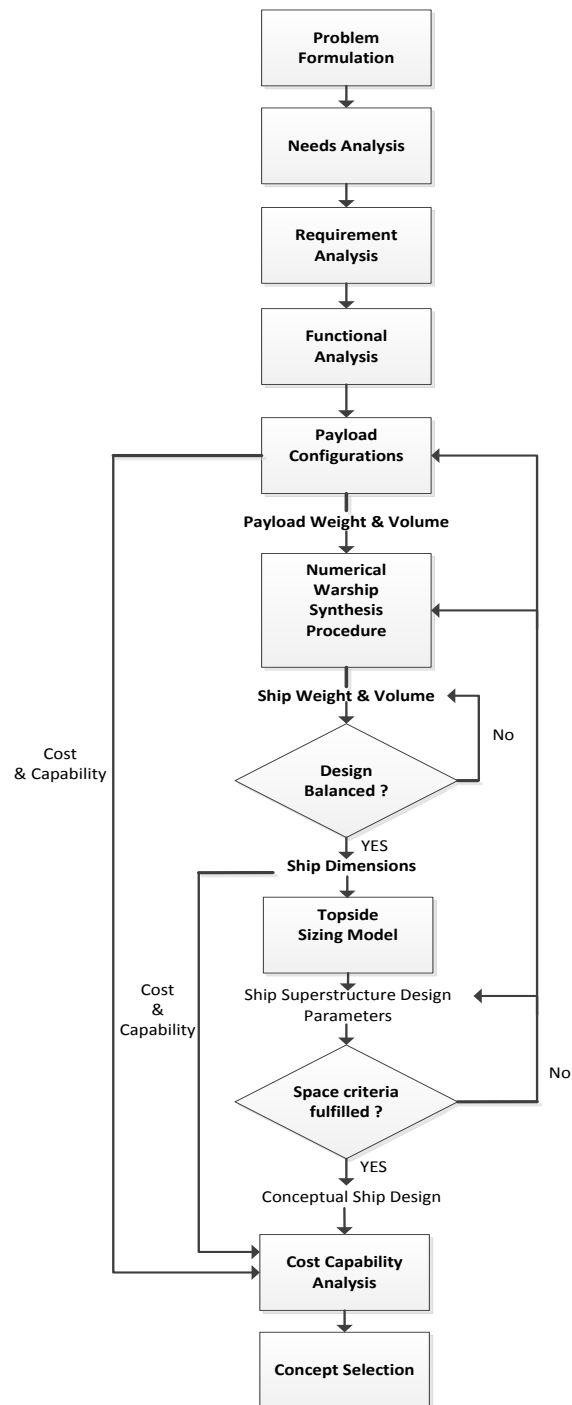 Problem
Formulation
Needs Analysis
Requirement
Analysis
Functional
Analysis
Payload
Configurations
Payload Weight & Volume
Numerical
Warship
Synthesis
Procedure
Ship Weight & Volume
No
Cost
& Capability
Design
Balanced ?
YES
Ship Dimensions
Topside
Sizing Model
Cost
&
Capability
Ship Superstructure Design
Parameters
Space criteria
fulfilled ?
No
YES
Conceptual Ship Design
Cost Capability
Analysis
Concept Selection